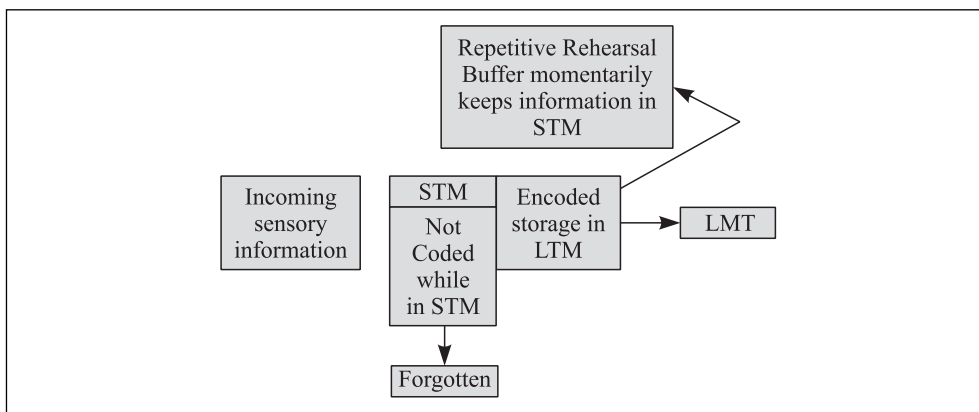 Repetitive Rehearsal
Buffer momentarily
keeps information in
STM
Incoming
sensory
information
STM
Not
Coded
while
in STM
Encoded
storage in
LTM
LMT
Forgotten